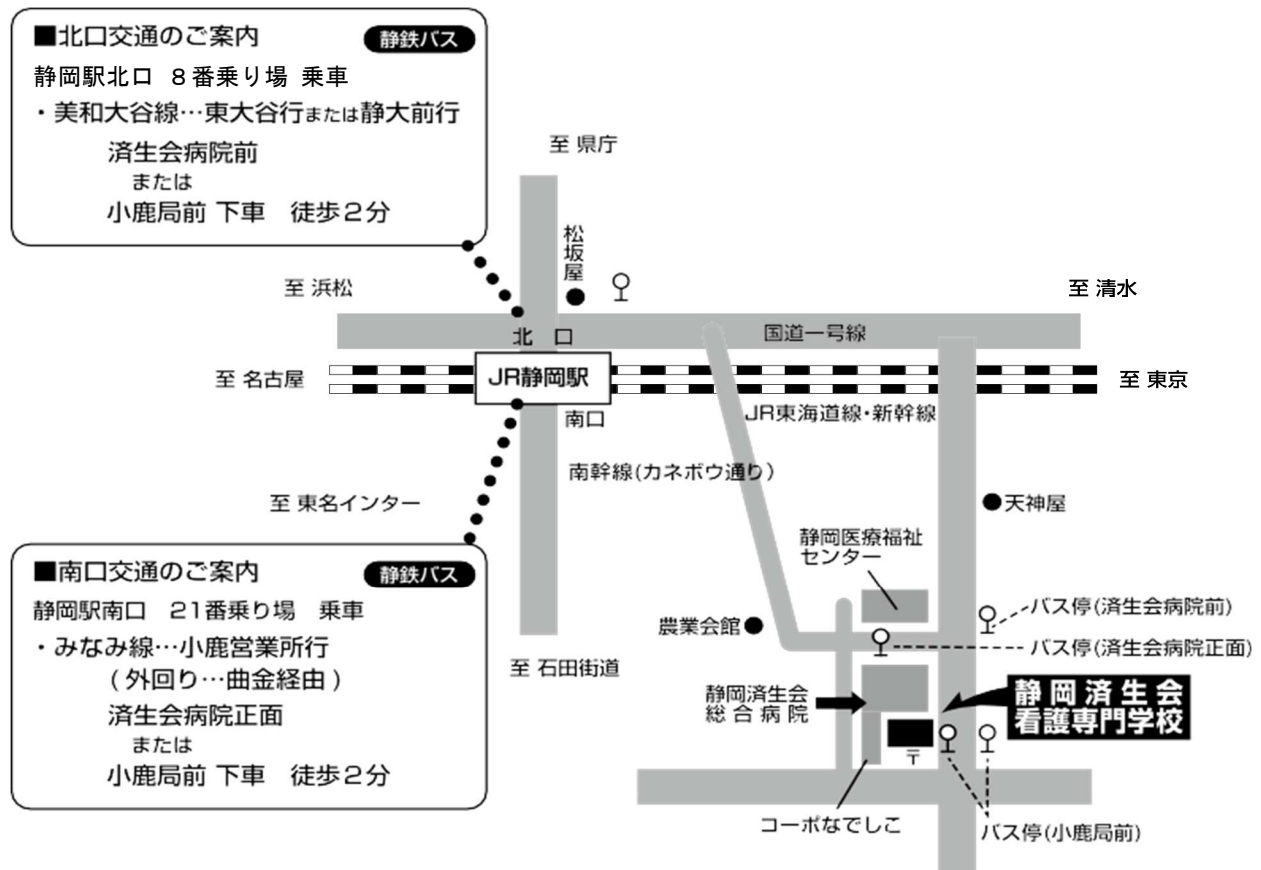 ■北口交通のご案内 静鉄バス
静岡駅北口 8番乗り場 乗車
・美和大谷線…東大谷行または静大前行
済生会病院前
または
小鹿局前 下車 徒歩2分
至 県庁
松坂屋
至 浜松
至 清水
北 口
国道一号線
至 名古屋
JR静岡駅
至 東京
南口
JR東海道線・新幹線
南幹線(カネボウ通り)
至 東名インター
天神屋
静岡医療福祉
センター
■南口交通のご案内 静鉄バス
静岡駅南口 21番乗り場 乗車
・みなみ線…小鹿営業所行
(外回り…曲金経由)
済生会病院正面
または
小鹿局前 下車 徒歩2分
農業会館
バス停(済生会病院前)
バス停(済生会病院正面)
至 石田街道
静岡済生会
総合病院
静岡済生会
看護専門学校
〒
コーポなでしこ
バス停(小鹿局前)